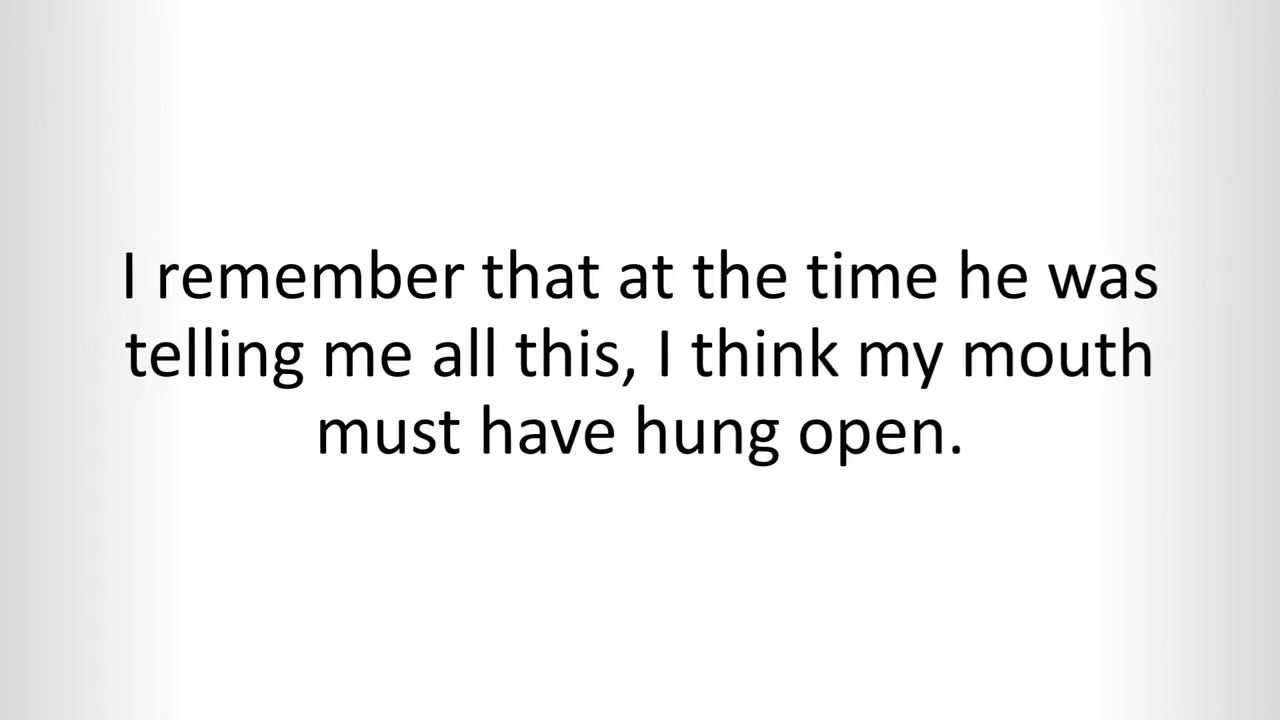 I remember that at the time he was
telling me all this, I think my mouth
must have hung open.